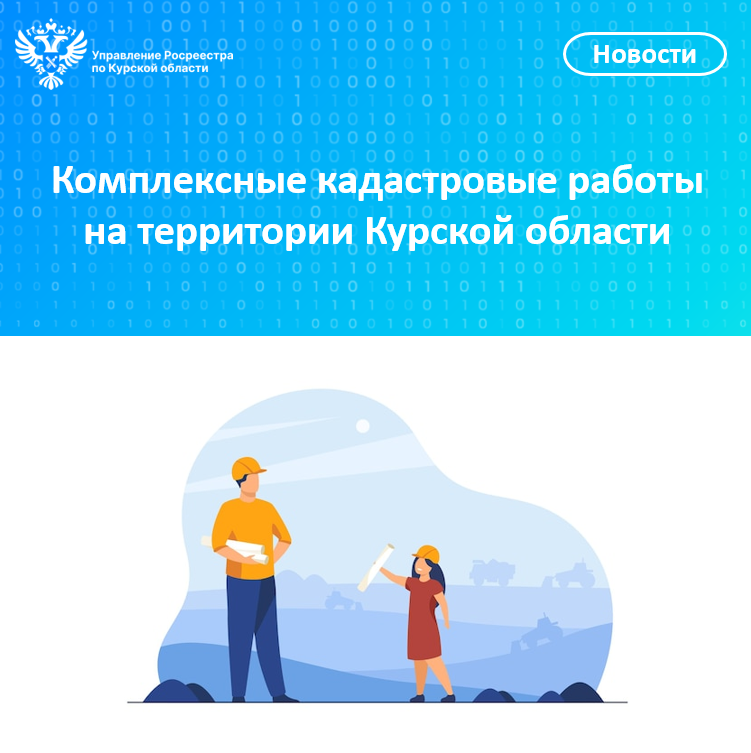 Управление Росреестра
по Курской области
Новости
Комплексные кадастровые работы
на территории Курской области